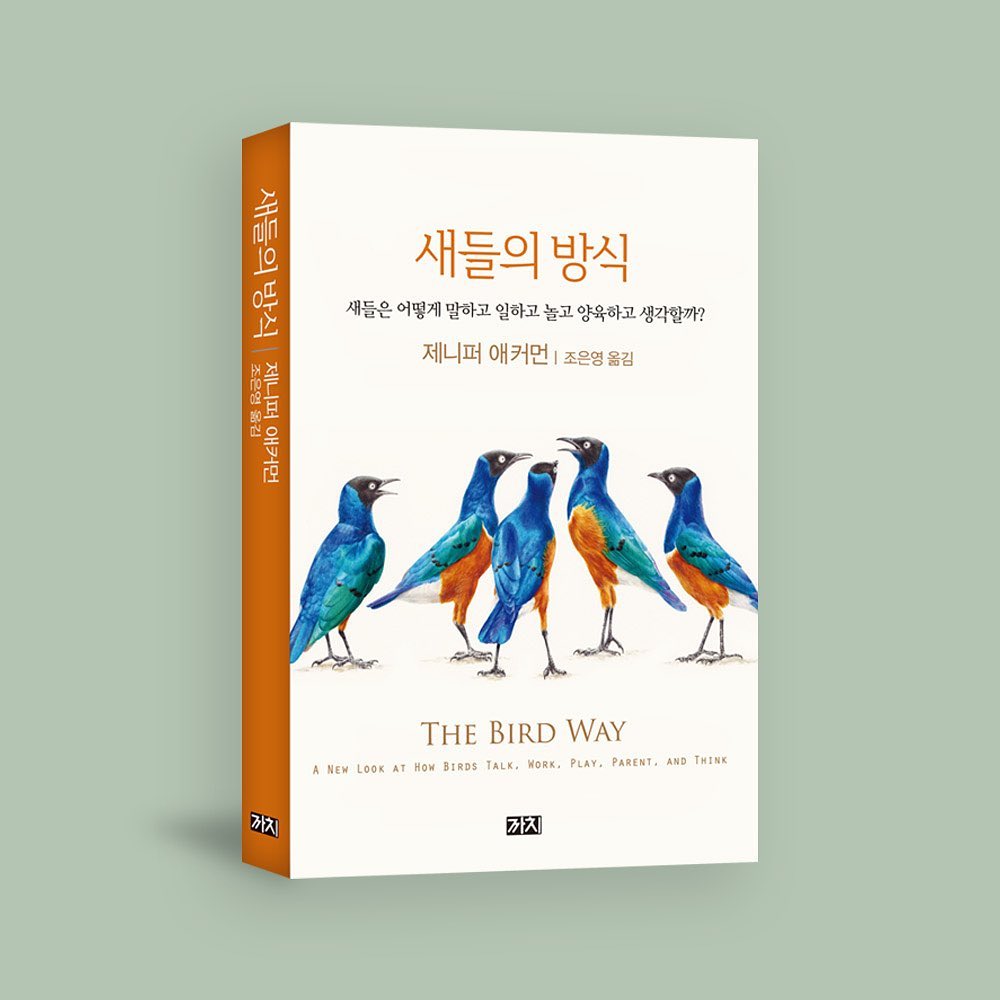 새들의 방식 | 제니퍼 애커먼
조은영 옮김
까치
새들의 방식
새들은 어떻게 말하고 일하고 놀고 양육하고 생각할까?
제니퍼 애커먼 | 조은영 옮김
THE BIRD WAY
A NEW LOOK AT HOW BIRDS TALK, WORK, PLAY, PARENT, AND THINK
까치